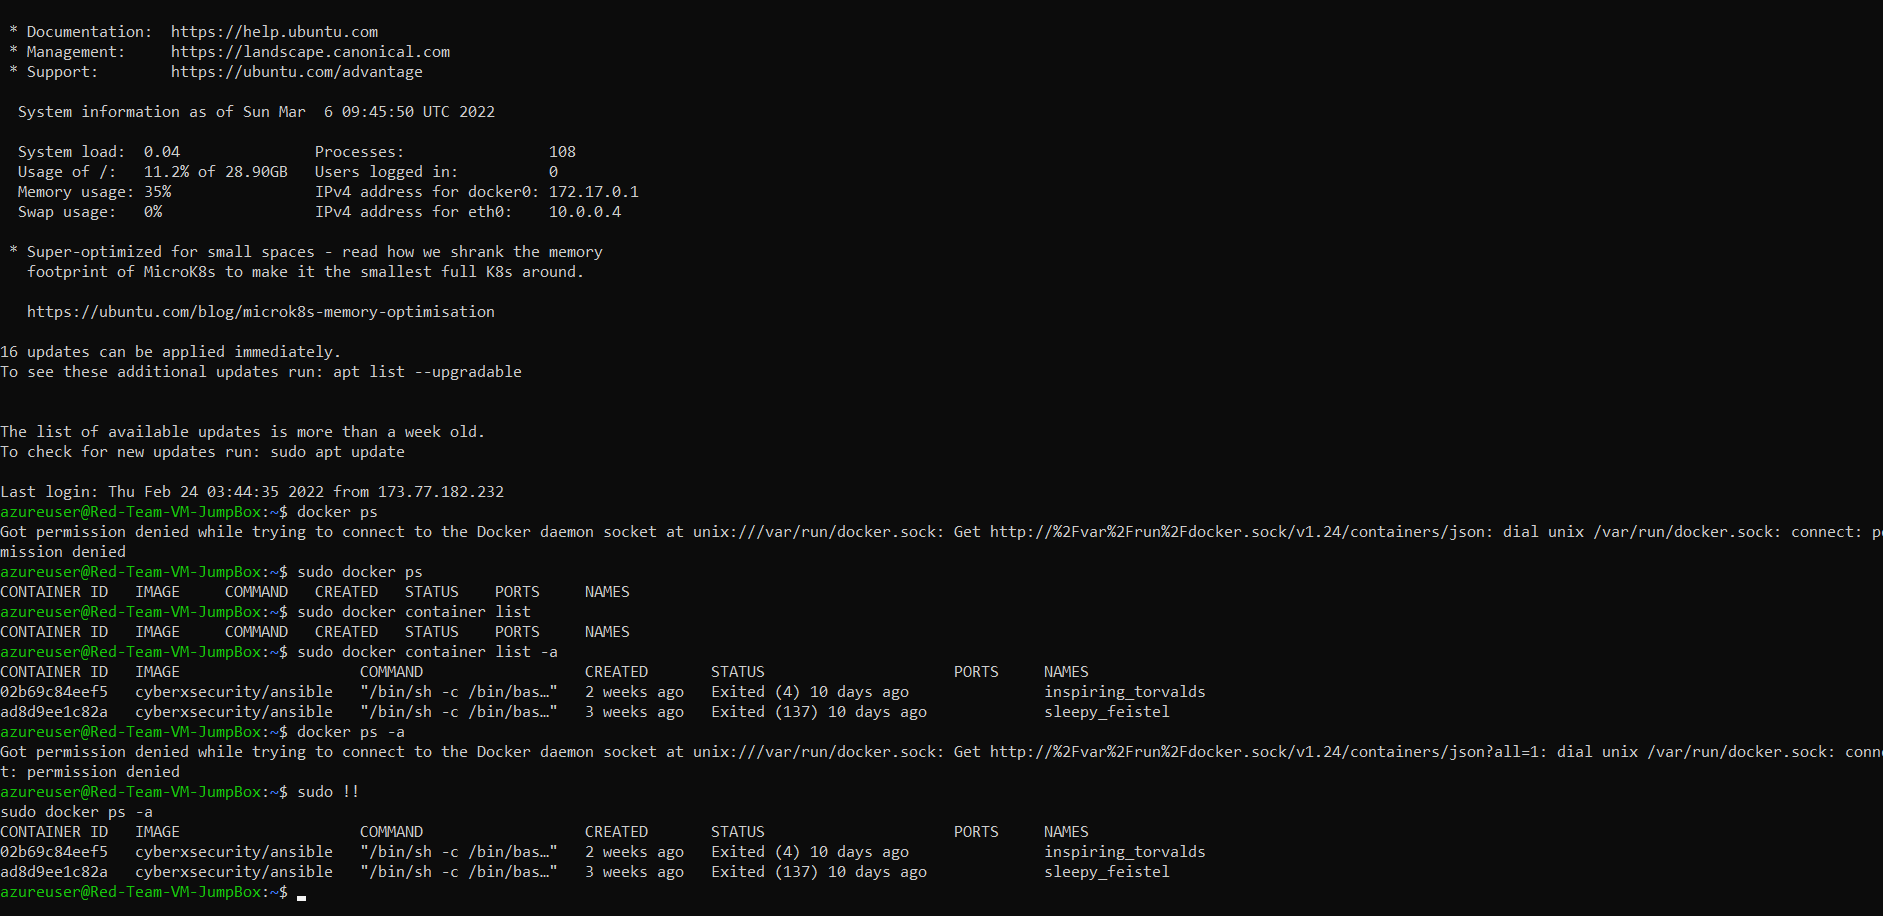 * Documentation:  https://help.ubuntu.com
* Management:     https://landscape.canonical.com
* Support:        https://ubuntu.com/advantage
System information as of Sun Mar  6 09:45:50 UTC 2022
System load:  0.04               Processes:                108
Usage of /:   11.2% of 28.90GB   Users logged in:          0
Memory usage: 35%                IPv4 address for docker0: 172.17.0.1
Swap usage:   0%                 IPv4 address for eth0:    10.0.0.4
* Super-optimized for small spaces - read how we shrank the memory
footprint of MicroK8s to make it the smallest full K8s around.
https://ubuntu.com/blog/microk8s-memory-optimisation
16 updates can be applied immediately.
To see these additional updates run: apt list --upgradable
The list of available updates is more than a week old.
To check for new updates run: sudo apt update
Last login: Thu Feb 24 03:44:35 2022 from 173.77.182.232
azureuser@Red-Team-VM-JumpBox:~$ docker ps
Got permission denied while trying to connect to the Docker daemon socket at unix:///var/run/docker.sock: Get http://%2Fvar%2Frun%2Fdocker.sock/v1.24/containers/json: dial unix /var/run/docker.sock: connect: pe
mission denied
azureuser@Red-Team-VM-JumpBox:~$ sudo docker ps
CONTAINER ID   IMAGE     COMMAND   CREATED   STATUS    PORTS     NAMES
azureuser@Red-Team-VM-JumpBox:~$ sudo docker container list
CONTAINER ID   IMAGE     COMMAND   CREATED   STATUS    PORTS     NAMES
azureuser@Red-Team-VM-JumpBox:~$ sudo docker container list -a
CONTAINER ID   IMAGE                    COMMAND                  CREATED       STATUS                     PORTS     NAMES
02b69c84eef5   cyberxsecurity/ansible   "/bin/sh -c /bin/bas…"   2 weeks ago   Exited (4) 10 days ago               inspiring_torvalds
ad8d9ee1c82a   cyberxsecurity/ansible   "/bin/sh -c /bin/bas…"   3 weeks ago   Exited (137) 10 days ago             sleepy_feistel
azureuser@Red-Team-VM-JumpBox:~$ docker ps -a
Got permission denied while trying to connect to the Docker daemon socket at unix:///var/run/docker.sock: Get http://%2Fvar%2Frun%2Fdocker.sock/v1.24/containers/json?all=1: dial unix /var/run/docker.sock: conn
t: permission denied
azureuser@Red-Team-VM-JumpBox:~$ sudo !!
sudo docker ps -a
CONTAINER ID   IMAGE                    COMMAND                  CREATED       STATUS                     PORTS     NAMES
02b69c84eef5   cyberxsecurity/ansible   "/bin/sh -c /bin/bas…"   2 weeks ago   Exited (4) 10 days ago               inspiring_torvalds
ad8d9ee1c82a   cyberxsecurity/ansible   "/bin/sh -c /bin/bas…"   3 weeks ago   Exited (137) 10 days ago             sleepy_feistel
azureuser@Red-Team-VM-JumpBox:~$